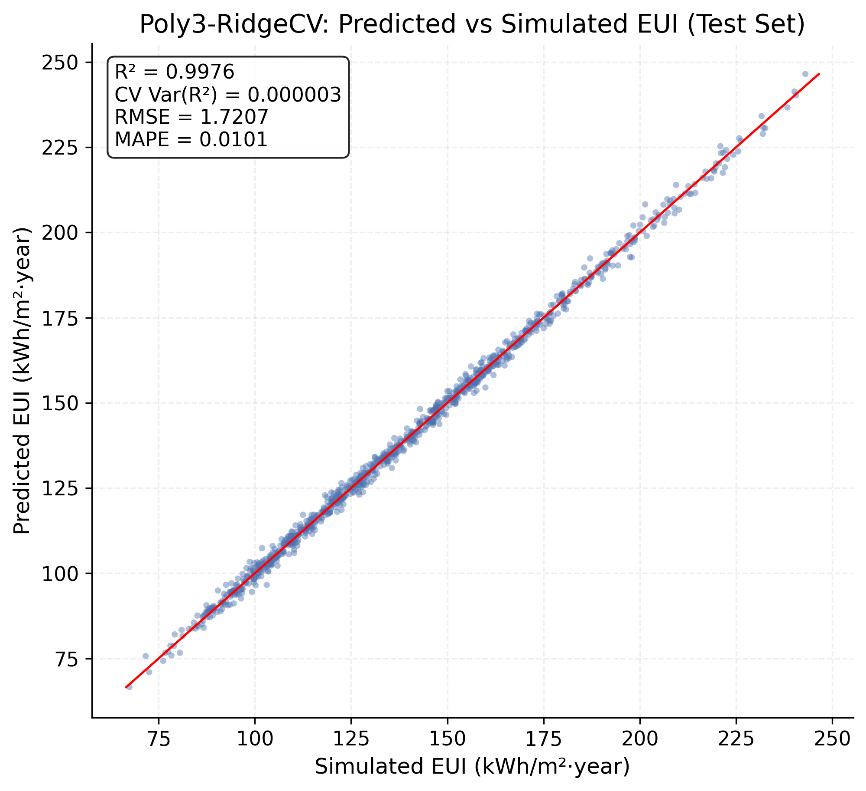 Poly3-RidgeCV: Predicted vs Simulated EUI (Test Set)
R² = 0.9976
CV Var(R²) = 0.000003
RMSE = 1.7207
MAPE = 0.0101
Predicted EUI (kWh/m²·year)
250
225
200
175
150
125
100
75
75 100 125 150 175 200 225 250
Simulated EUI (kWh/m²·year)